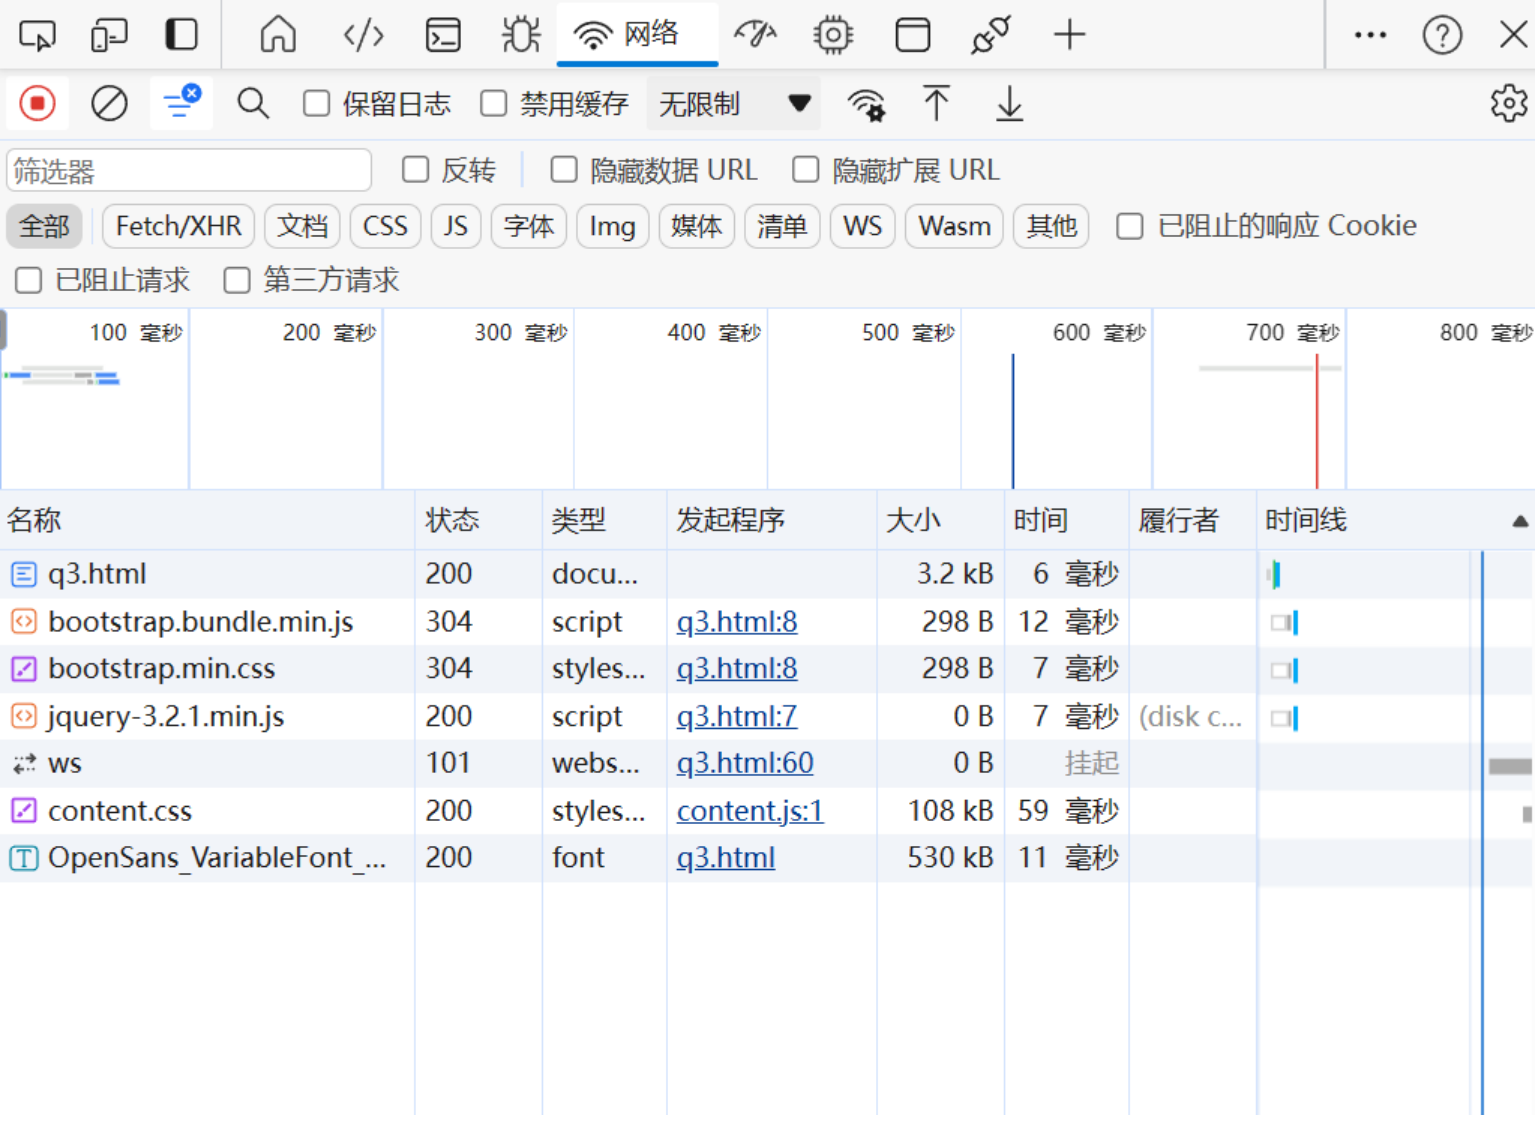 网络
保留日志 禁用缓存 无限制
筛选器 反转 隐藏数据 URL 隐藏扩展 URL
全部 Fetch/XHR 文档 CSS JS 字体 Img 媒体 清单 WS Wasm 其他 已阻止的响应 Cookie
已阻止请求 第三方请求
100 毫秒 200 毫秒 300 毫秒 400 毫秒 500 毫秒 600 毫秒 700 毫秒 800 毫秒
名称 状态 类型 发起程序 大小 时间 履行者 时间线
q3.html 200 docu... 3.2 kB 6 毫秒
bootstrap.bundle.min.js 304 script q3.html:8 298 B 12 毫秒
bootstrap.min.css 304 styles... q3.html:8 298 B 7 毫秒
jquery-3.2.1.min.js 200 script q3.html:7 0 B 7 毫秒 (disk c...
ws 101 webs... q3.html:60 0 B 挂起
content.css 200 styles... content.js:1 108 kB 59 毫秒
OpenSans_VariableFont_... 200 font q3.html 530 kB 11 毫秒